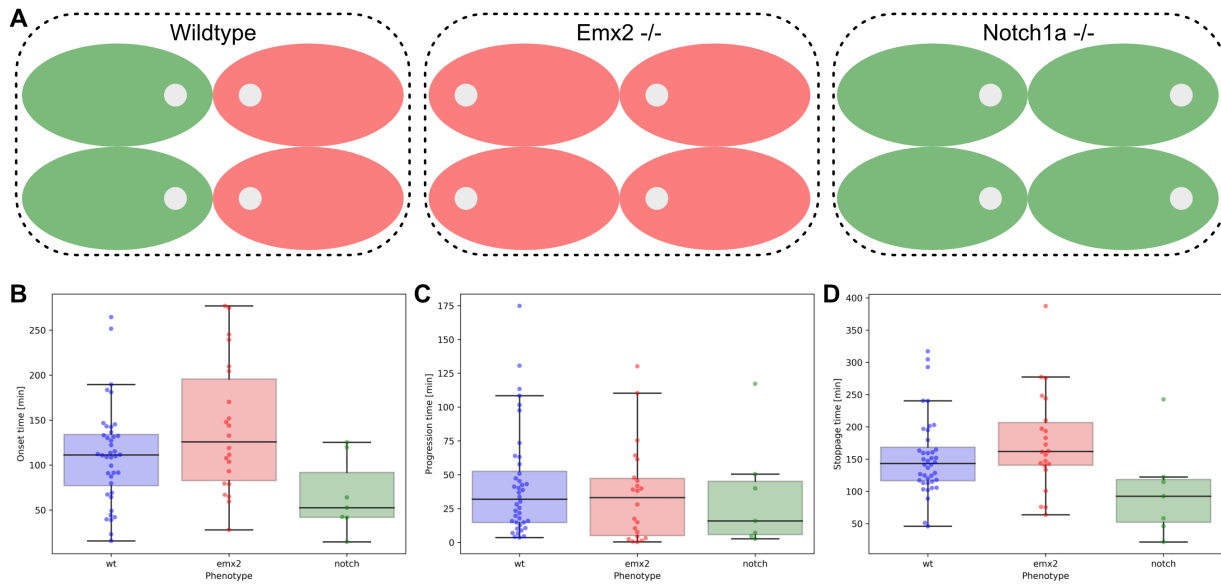 A
Wildtype
Emx2 -/-
Notch1a -/-
B
Onset time [min]
250
200
150
100
50
wt
emx2
notch
Phenotype
C
Progression time [min]
175
150
125
100
75
50
25
0
wt
emx2
notch
Phenotype
D
Stoppage time [min]
400
350
300
250
200
150
100
50
0
wt
emx2
notch
Phenotype